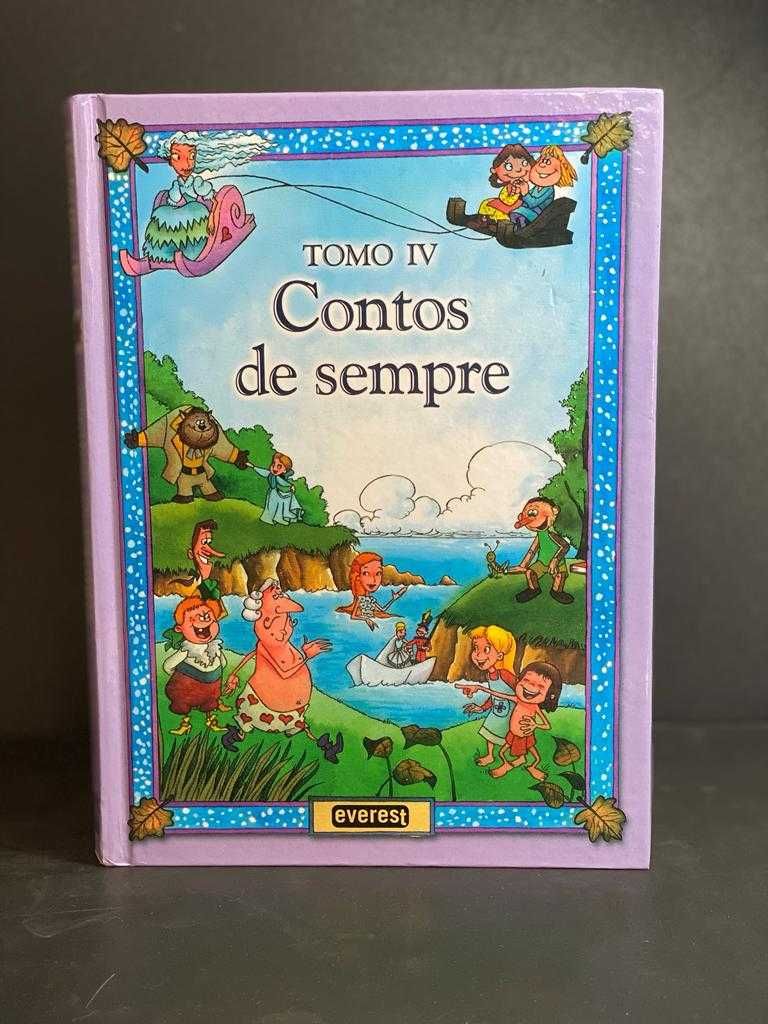 TOMO IV
Contos
de sempre
everest